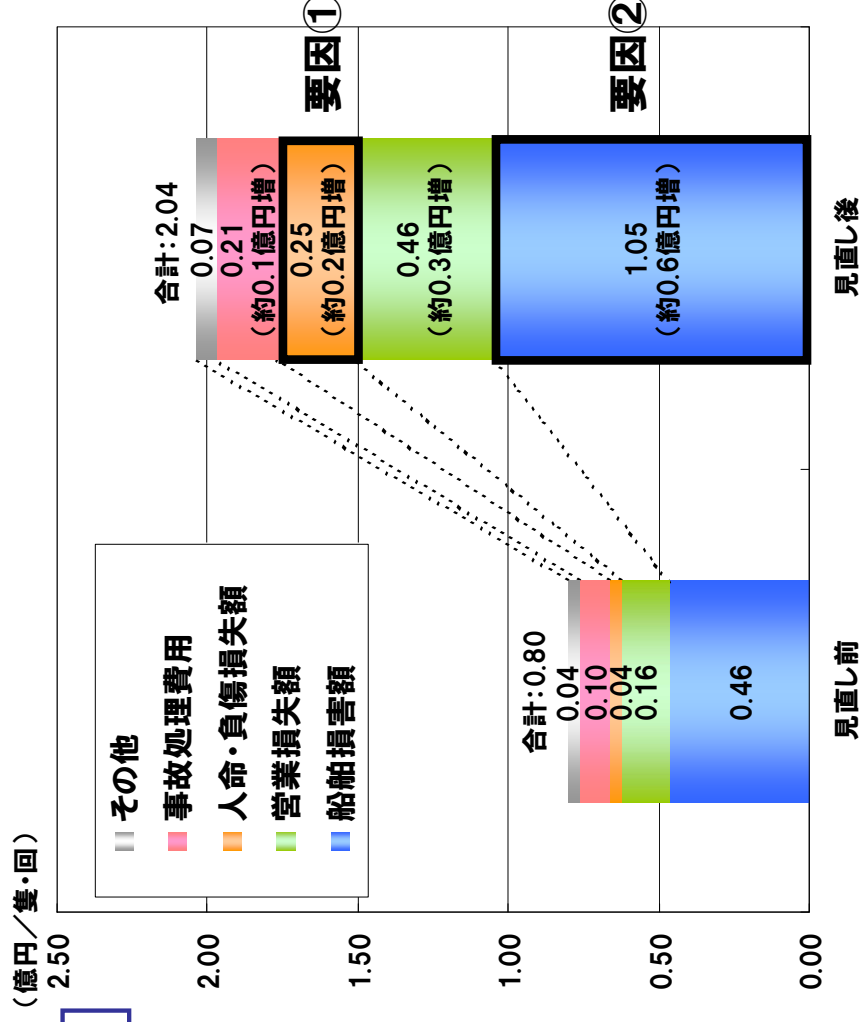 (億円/隻・回)
2.50
2.00
1.50
1.00
0.50
0.00
その他
事故処理費用
人命・負傷損失額
営業損失額
船舶損害額
合計:0.80
0.04
0.10
0.04
0.16
0.46
見直し前
合計:2.04
0.07
0.21
(約0.1億円増)
0.25
(約0.2億円増)
0.46
(約0.3億円増)
1.05
(約0.6億円増)
見直し後
要因①
要因②